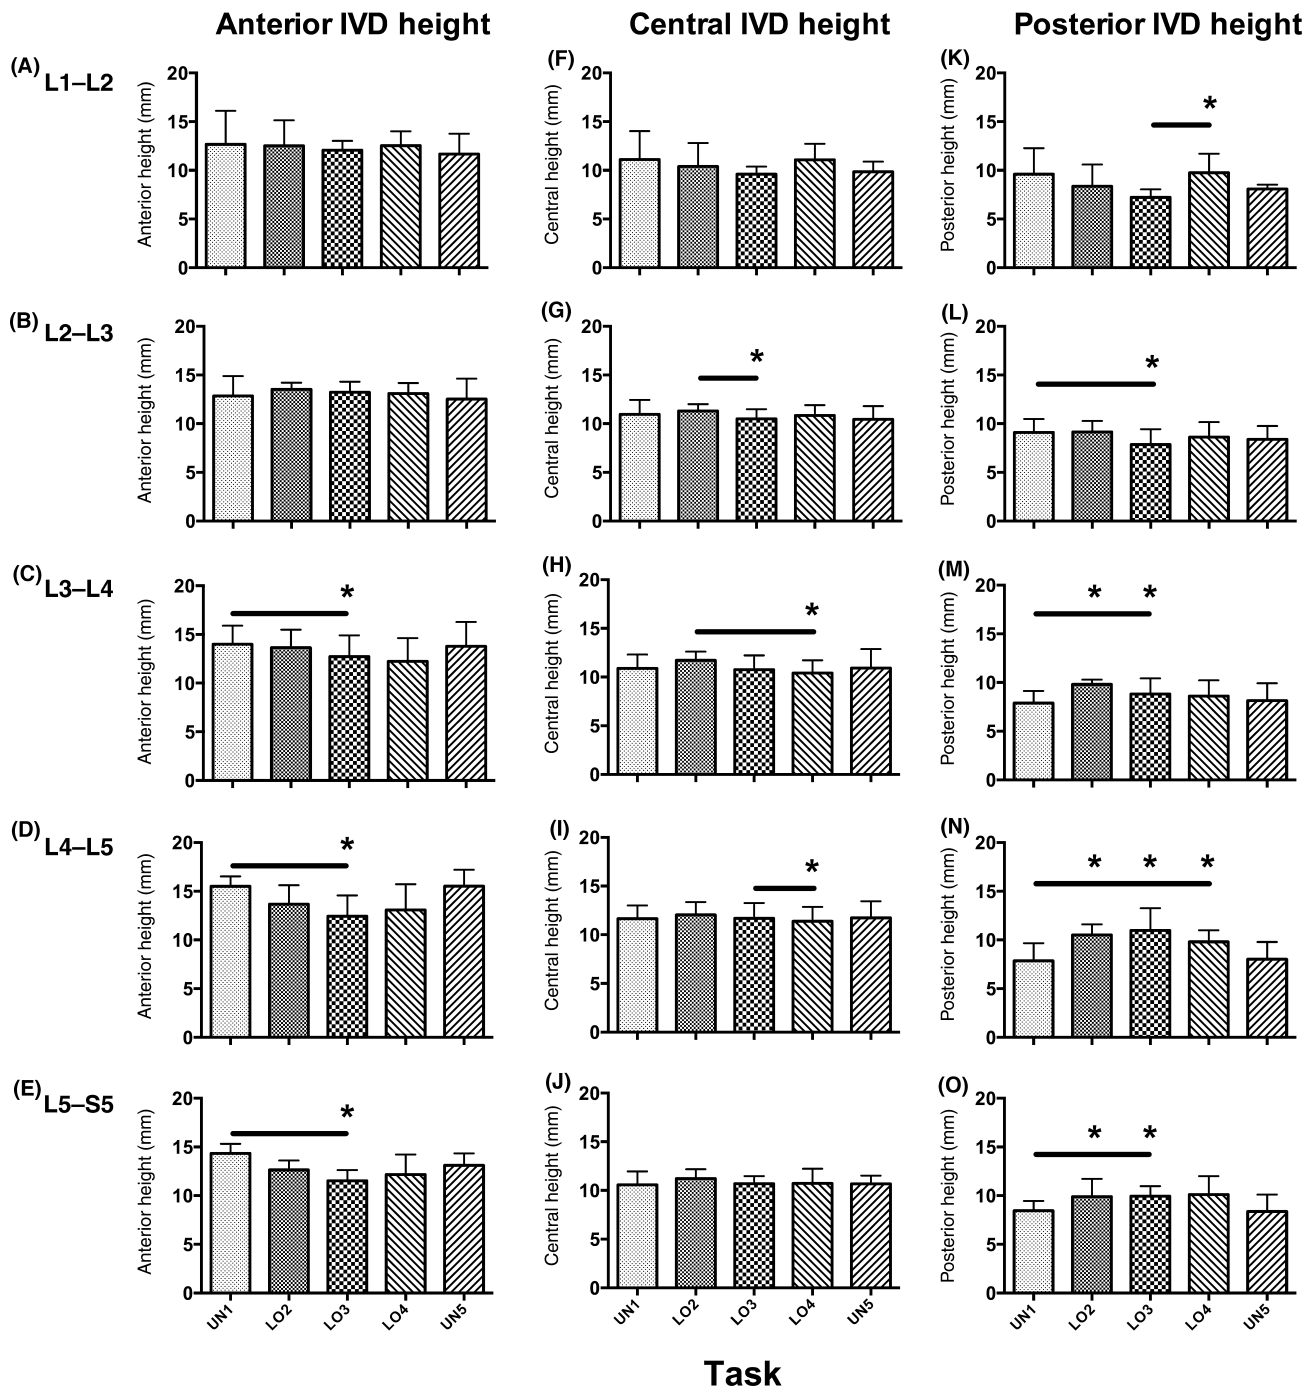 Anterior IVD height Central IVD height Posterior IVD height
(A) L1–L2
Anterior height (mm)
20
15
10
5
0
(F)
Central height (mm)
20
15
10
5
0
(K)
Posterior height (mm)
20
15
10
5
0
*
(B) L2–L3
Anterior height (mm)
20
15
10
5
0
(G)
Central height (mm)
20
15
10
5
0
*
(L)
Posterior height (mm)
20
15
10
5
0
*
(C) L3–L4
Anterior height (mm)
20
15
10
5
0
*
(H)
Central height (mm)
20
15
10
5
0
*
(M)
Posterior height (mm)
20
15
10
5
0
* *
(D) L4–L5
Anterior height (mm)
20
15
10
5
0
*
(I)
Central height (mm)
20
15
10
5
0
*
(N)
Posterior height (mm)
20
15
10
5
0
* * *
(E) L5–S5
Anterior height (mm)
20
15
10
5
0
*
UN1 LO2 LO3 LO4 UN5
(J)
Central height (mm)
20
15
10
5
0
UN1 LO2 LO3 LO4 UN5
(O)
Posterior height (mm)
20
15
10
5
0
* *
UN1 LO2 LO3 LO4 UN5
Task